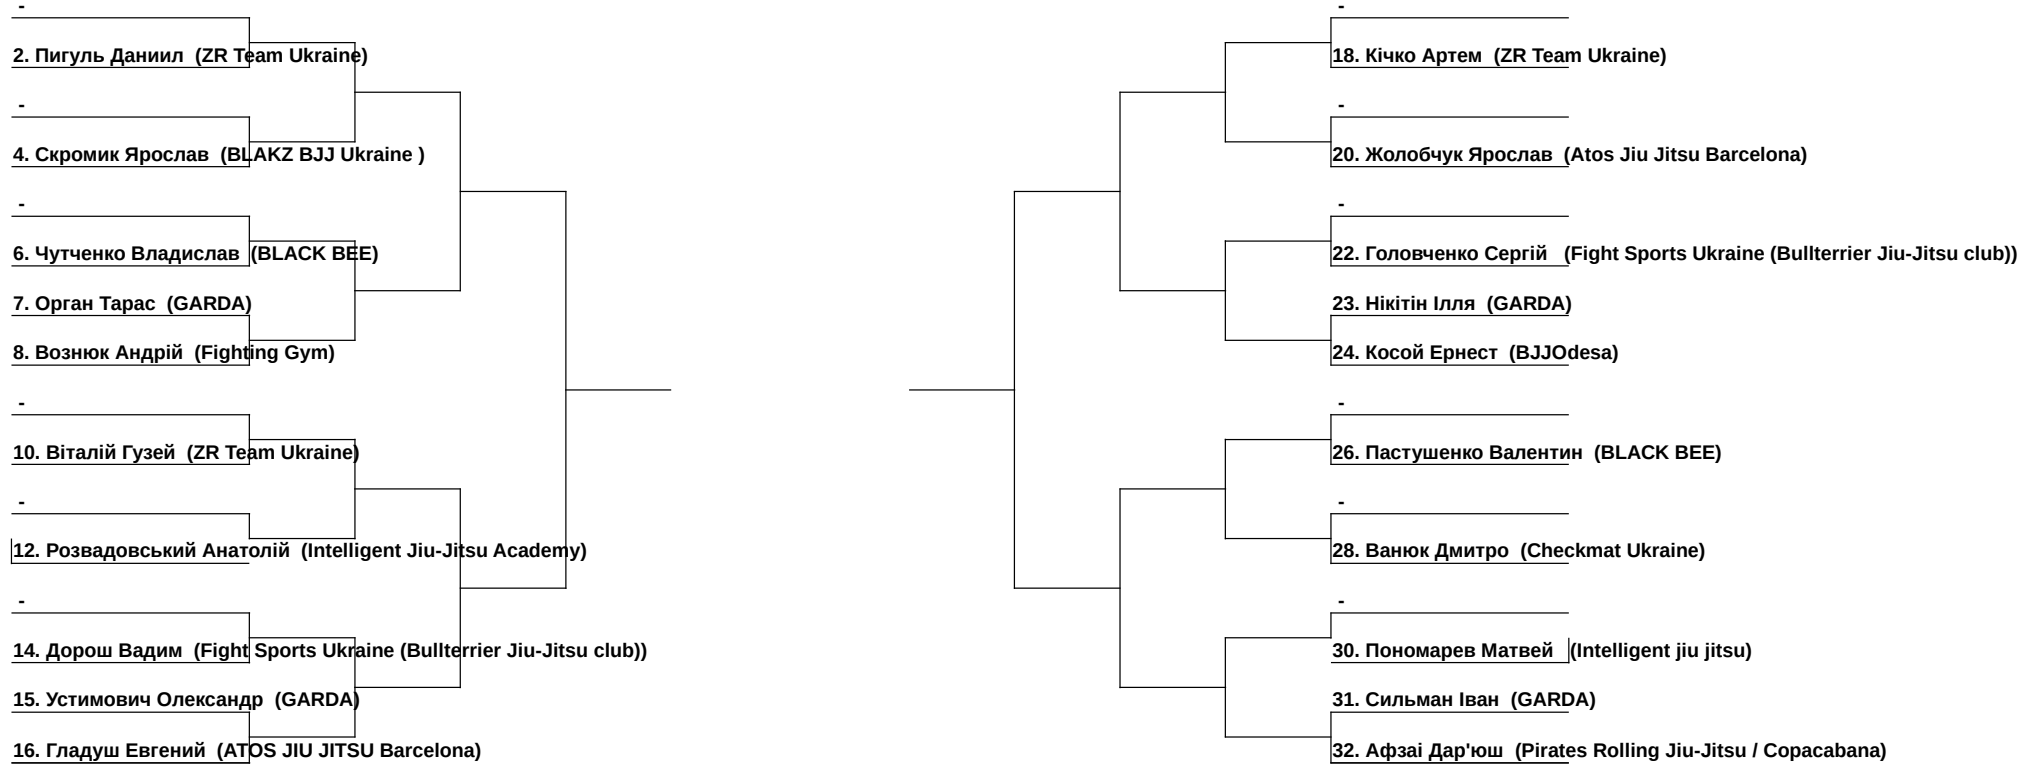 -
2. Пигуль Даниил (ZR Team Ukraine)
-
4. Скромик Ярослав (BLAKZ BJJ Ukraine )
-
6. Чутченко Владислав (BLACK BEE)
7. Орган Тарас (GARDA)
8. Вознюк Андрій (Fighting Gym)
-
10. Віталій Гузей (ZR Team Ukraine)
-
12. Розвадовський Анатолій (Intelligent Jiu-Jitsu Academy)
-
14. Дорош Вадим (Fight Sports Ukraine (Bullterrier Jiu-Jitsu club))
15. Устимович Олександр (GARDA)
16. Гладуш Евгений (ATOS JIU JITSU Barcelona)
-
18. Кічко Артем (ZR Team Ukraine)
-
20. Жолобчук Ярослав (Atos Jiu Jitsu Barcelona)
-
22. Головченко Сергій (Fight Sports Ukraine (Bullterrier Jiu-Jitsu club))
23. Нікітін Ілля (GARDA)
24. Косой Ернест (BJJOdesa)
-
26. Пастушенко Валентин (BLACK BEE)
-
28. Ванюк Дмитро (Checkmat Ukraine)
-
30. Пономарев Матвей (Intelligent jiu jitsu)
31. Сильман Іван (GARDA)
32. Афзаі Дар'юш (Pirates Rolling Jiu-Jitsu / Copacabana)